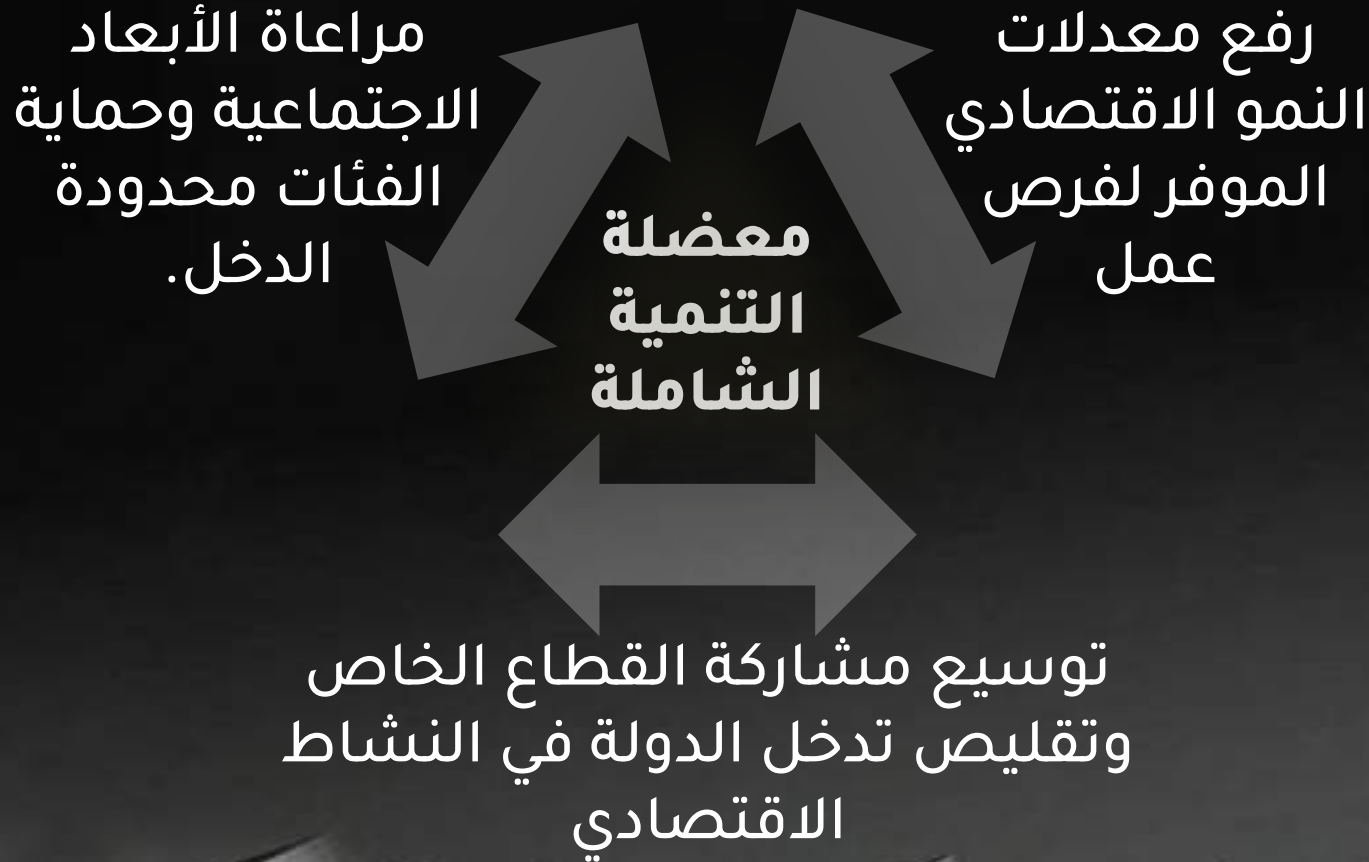 رفع معدلات
النمو الاقتصادي
الموفر لفرص
عمل
مراعاة الأبعاد
الاجتماعية وحماية
الفئات محدودة
الدخل.
معضلة
التنمية
الشاملة
توسيع مشاركة القطاع الخاص
وتقليص تدخل الدولة في النشاط
الاقتصادي